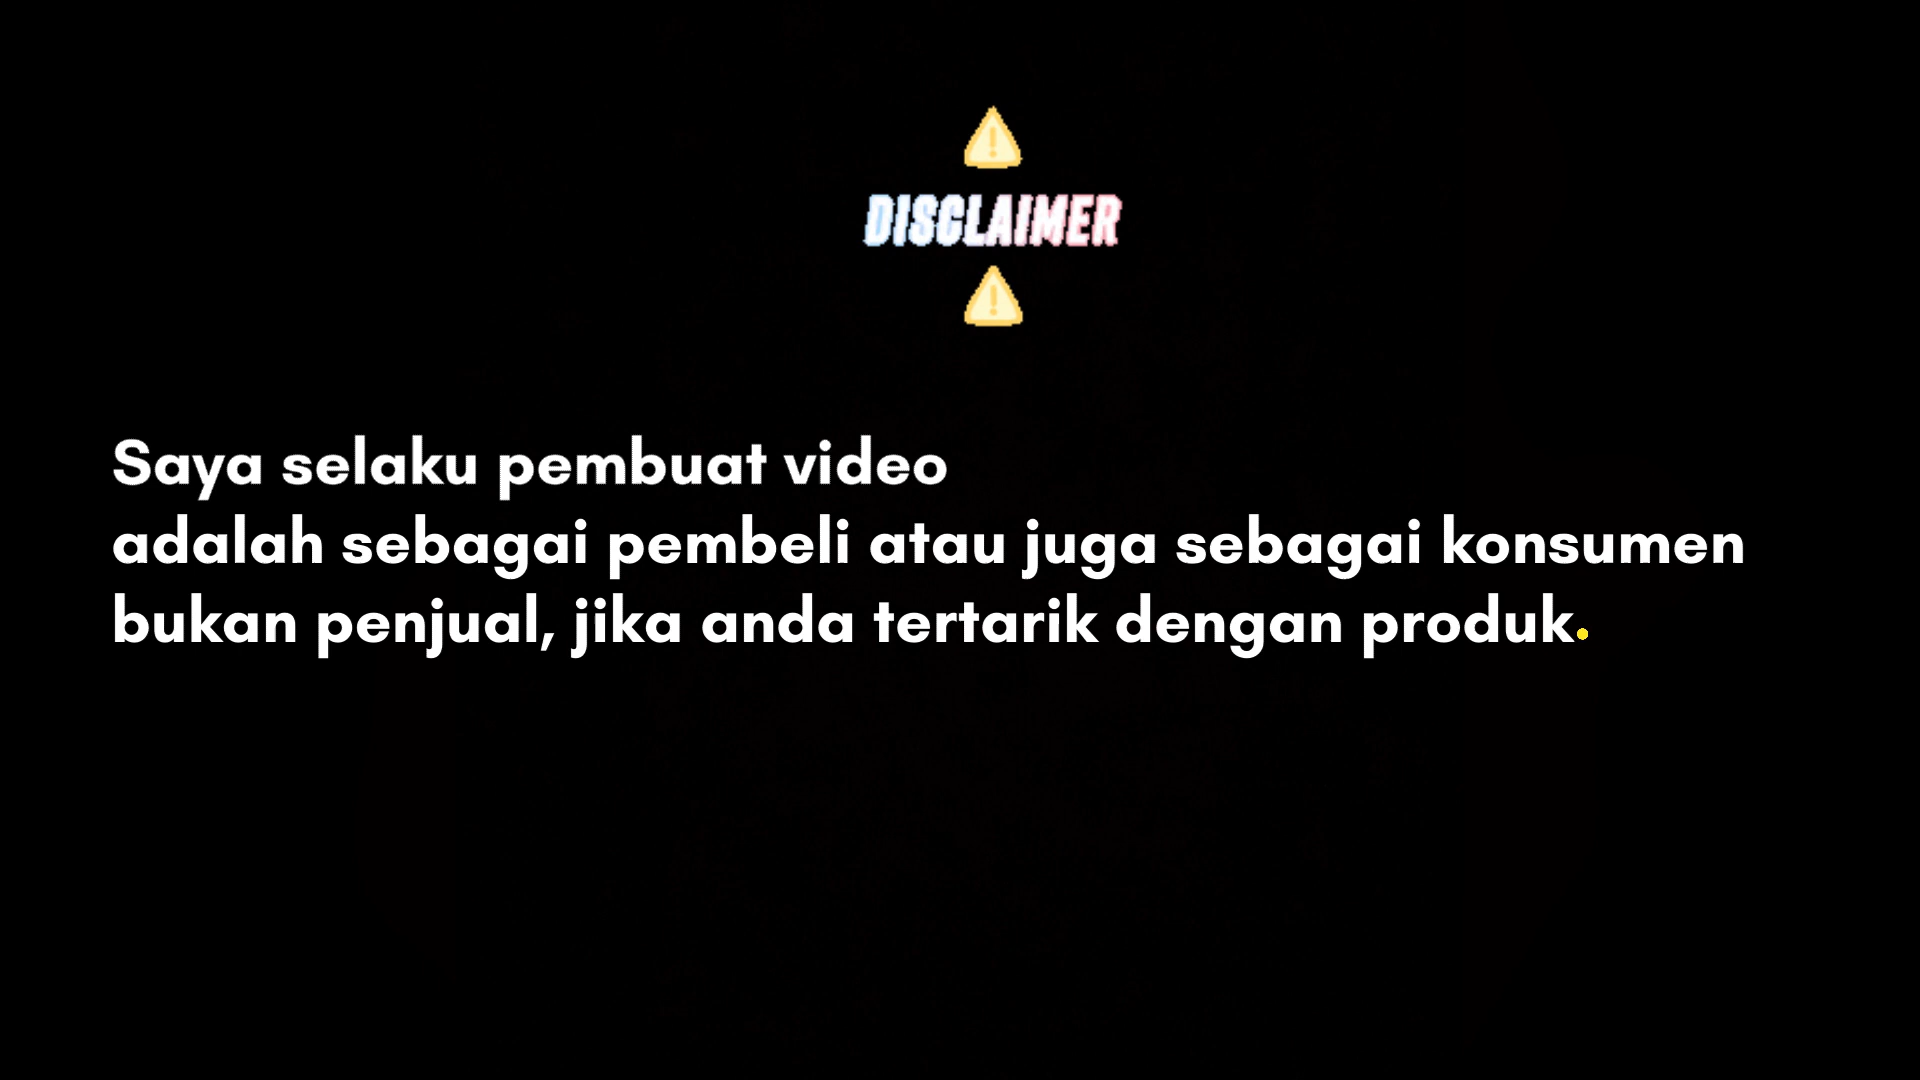 DISCLAIMER
Saya selaku pembuat video
adalah sebagai pembeli atau juga sebagai konsumen
bukan penjual, jika anda tertarik dengan produk.